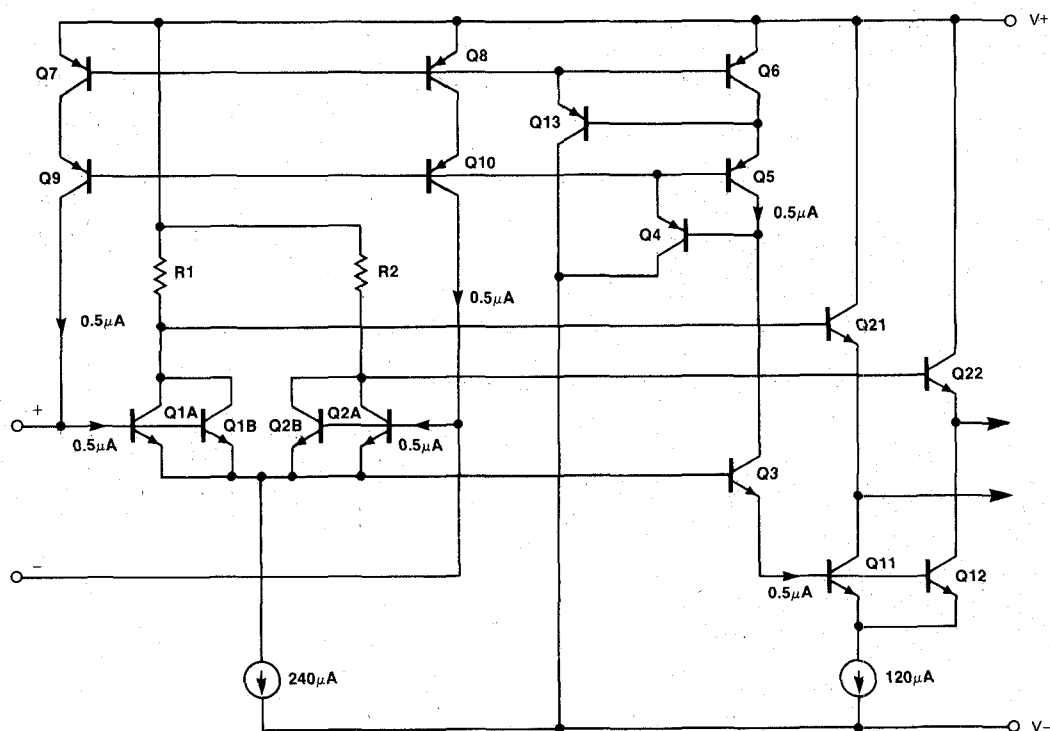 V+
Q7
Q8
Q6
Q13
Q9
Q10
Q5
0.5μA
Q4
R1
R2
0.5μA
0.5μA
Q21
Q22
+
Q1A
Q1B
Q2B
Q2A
0.5μA
0.5μA
Q3
−
Q11
Q12
0.5μA
240μA
120μA
V−